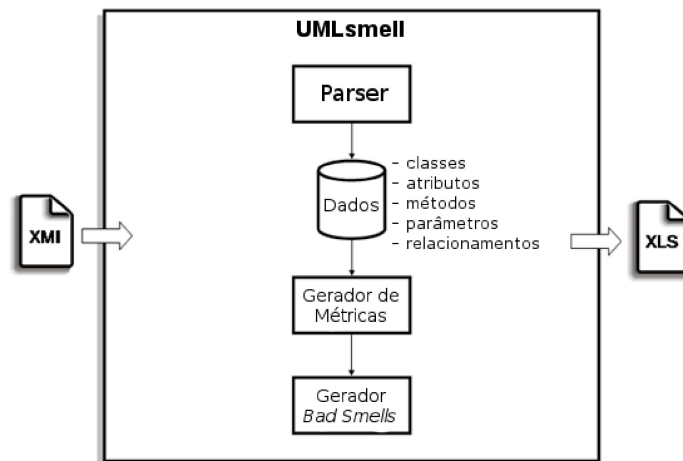 UMLsmell
Parser
- classes
- atributos
- métodos
- parâmetros
- relacionamentos
Dados
XMI
XLS
Gerador de
Métricas
Gerador
Bad Smells